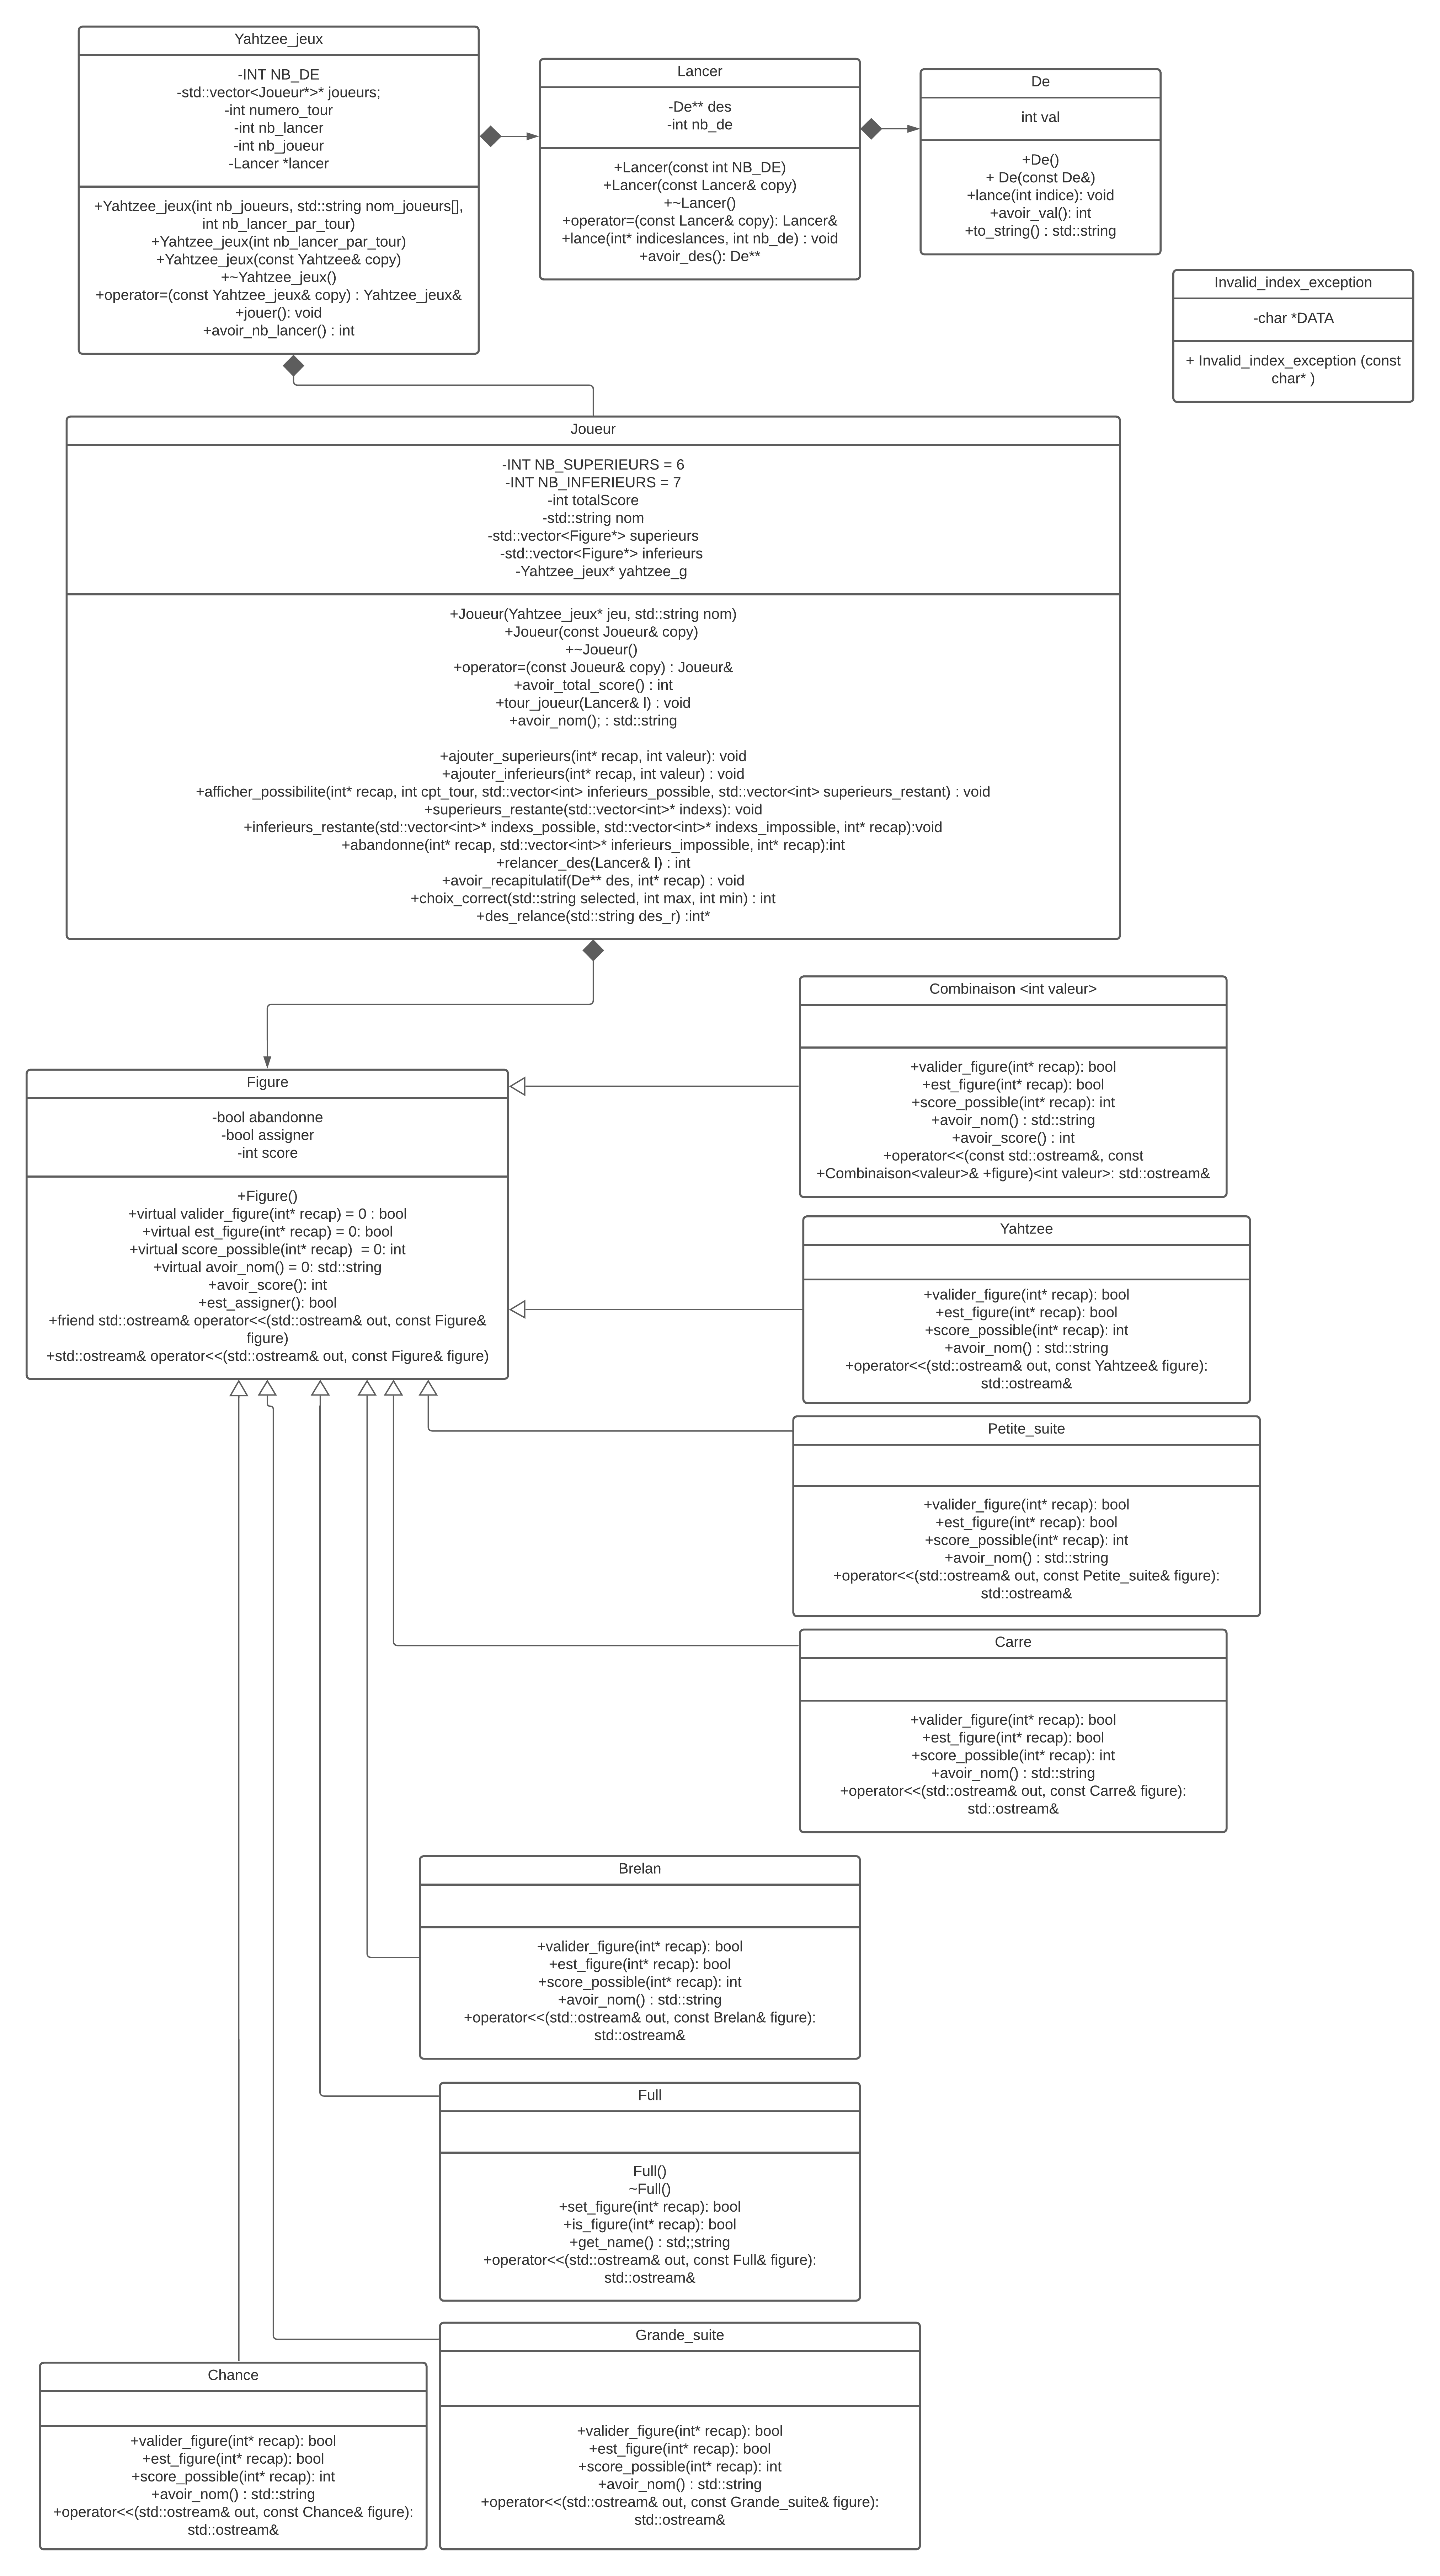 Yahtzee_jeux
-INT NB_DE
-std::vector<Joueur*>* joueurs;
-int numero_tour
-int nb_lancer
-int nb_joueur
-Lancer *lancer
+Yahtzee_jeux(int nb_joueurs, std::string nom_joueurs[],
int nb_lancer_par_tour)
+Yahtzee_jeux(int nb_lancer_par_tour)
+Yahtzee_jeux(const Yahtzee& copy)
+~Yahtzee_jeux()
+operator=(const Yahtzee_jeux& copy) : Yahtzee_jeux&
+jouer(): void
+avoir_nb_lancer() : int
Lancer
-De** des
-int nb_de
+Lancer(const int NB_DE)
+Lancer(const Lancer& copy)
+~Lancer()
+operator=(const Lancer& copy): Lancer&
+lance(int* indiceslances, int nb_de) : void
+avoir_des(): De**
De
int val
+De()
+ De(const De&)
+lance(int indice): void
+avoir_val(): int
+to_string() : std::string
Invalid_index_exception
-char *DATA
+ Invalid_index_exception (const
char* )
Joueur
-INT NB_SUPERIEURS = 6
-INT NB_INFERIEURS = 7
-int totalScore
-std::string nom
-std::vector<Figure*> superieurs
-std::vector<Figure*> inferieurs
-Yahtzee_jeux* yahtzee_g
+Joueur(Yahtzee_jeux* jeu, std::string nom)
+Joueur(const Joueur& copy)
+~Joueur()
+operator=(const Joueur& copy) : Joueur&
+avoir_total_score() : int
+tour_joueur(Lancer& l) : void
+avoir_nom(); : std::string
+ajouter_superieurs(int* recap, int valeur): void
+ajouter_inferieurs(int* recap, int valeur) : void
+afficher_possibilite(int* recap, int cpt_tour, std::vector<int> inferieurs_possible, std::vector<int> superieurs_restant) : void
+superieurs_restante(std::vector<int>* indexs): void
+inferieurs_restante(std::vector<int>* indexs_possible, std::vector<int>* indexs_impossible, int* recap):void
+abandonne(int* recap, std::vector<int>* inferieurs_impossible, int* recap):int
+relancer_des(Lancer& l) : int
+avoir_recapitulatif(De** des, int* recap) : void
+choix_correct(std::string selected, int max, int min) : int
+des_relance(std::string des_r) :int*
Combinaison <int valeur>
+valider_figure(int* recap): bool
+est_figure(int* recap): bool
+score_possible(int* recap): int
+avoir_nom() : std::string
+avoir_score() : int
+operator<<(const std::ostream&, const
+Combinaison<valeur>& +figure)<int valeur>: std::ostream&
Figure
-bool abandonne
-bool assigner
-int score
+Figure()
+virtual valider_figure(int* recap) = 0 : bool
+virtual est_figure(int* recap) = 0: bool
+virtual score_possible(int* recap)  = 0: int
+virtual avoir_nom() = 0: std::string
+avoir_score(): int
+est_assigner(): bool
+friend std::ostream& operator<<(std::ostream& out, const Figure&
figure)
+std::ostream& operator<<(std::ostream& out, const Figure& figure)
Yahtzee
+valider_figure(int* recap): bool
+est_figure(int* recap): bool
+score_possible(int* recap): int
+avoir_nom() : std::string
+operator<<(std::ostream& out, const Yahtzee& figure):
std::ostream&
Petite_suite
+valider_figure(int* recap): bool
+est_figure(int* recap): bool
+score_possible(int* recap): int
+avoir_nom() : std::string
+operator<<(std::ostream& out, const Petite_suite& figure):
std::ostream&
Carre
+valider_figure(int* recap): bool
+est_figure(int* recap): bool
+score_possible(int* recap): int
+avoir_nom() : std::string
+operator<<(std::ostream& out, const Carre& figure):
std::ostream&
Brelan
+valider_figure(int* recap): bool
+est_figure(int* recap): bool
+score_possible(int* recap): int
+avoir_nom() : std::string
+operator<<(std::ostream& out, const Brelan& figure):
std::ostream&
Full
Full()
~Full()
+set_figure(int* recap): bool
+is_figure(int* recap): bool
+get_name() : std;;string
+operator<<(std::ostream& out, const Full& figure):
std::ostream&
Grande_suite
+valider_figure(int* recap): bool
+est_figure(int* recap): bool
+score_possible(int* recap): int
+avoir_nom() : std::string
+operator<<(std::ostream& out, const Grande_suite& figure):
std::ostream&
Chance
+valider_figure(int* recap): bool
+est_figure(int* recap): bool
+score_possible(int* recap): int
+avoir_nom() : std::string
+operator<<(std::ostream& out, const Chance& figure):
std::ostream&